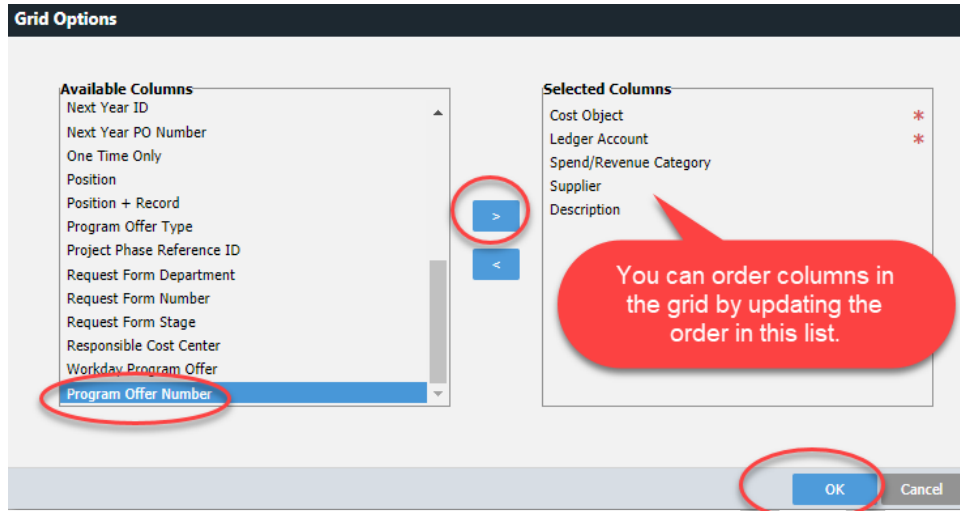 Grid Options
Available Columns
Next Year ID
Next Year PO Number
One Time Only
Position
Position + Record
Program Offer Type
Project Phase Reference ID
Request Form Department
Request Form Number
Request Form Stage
Responsible Cost Center
Workday Program Offer
Program Offer Number
>
<
Selected Columns
Cost Object *
Ledger Account *
Spend/Revenue Category
Supplier
Description
You can order columns in
the grid by updating the
order in this list.
OK
Cancel